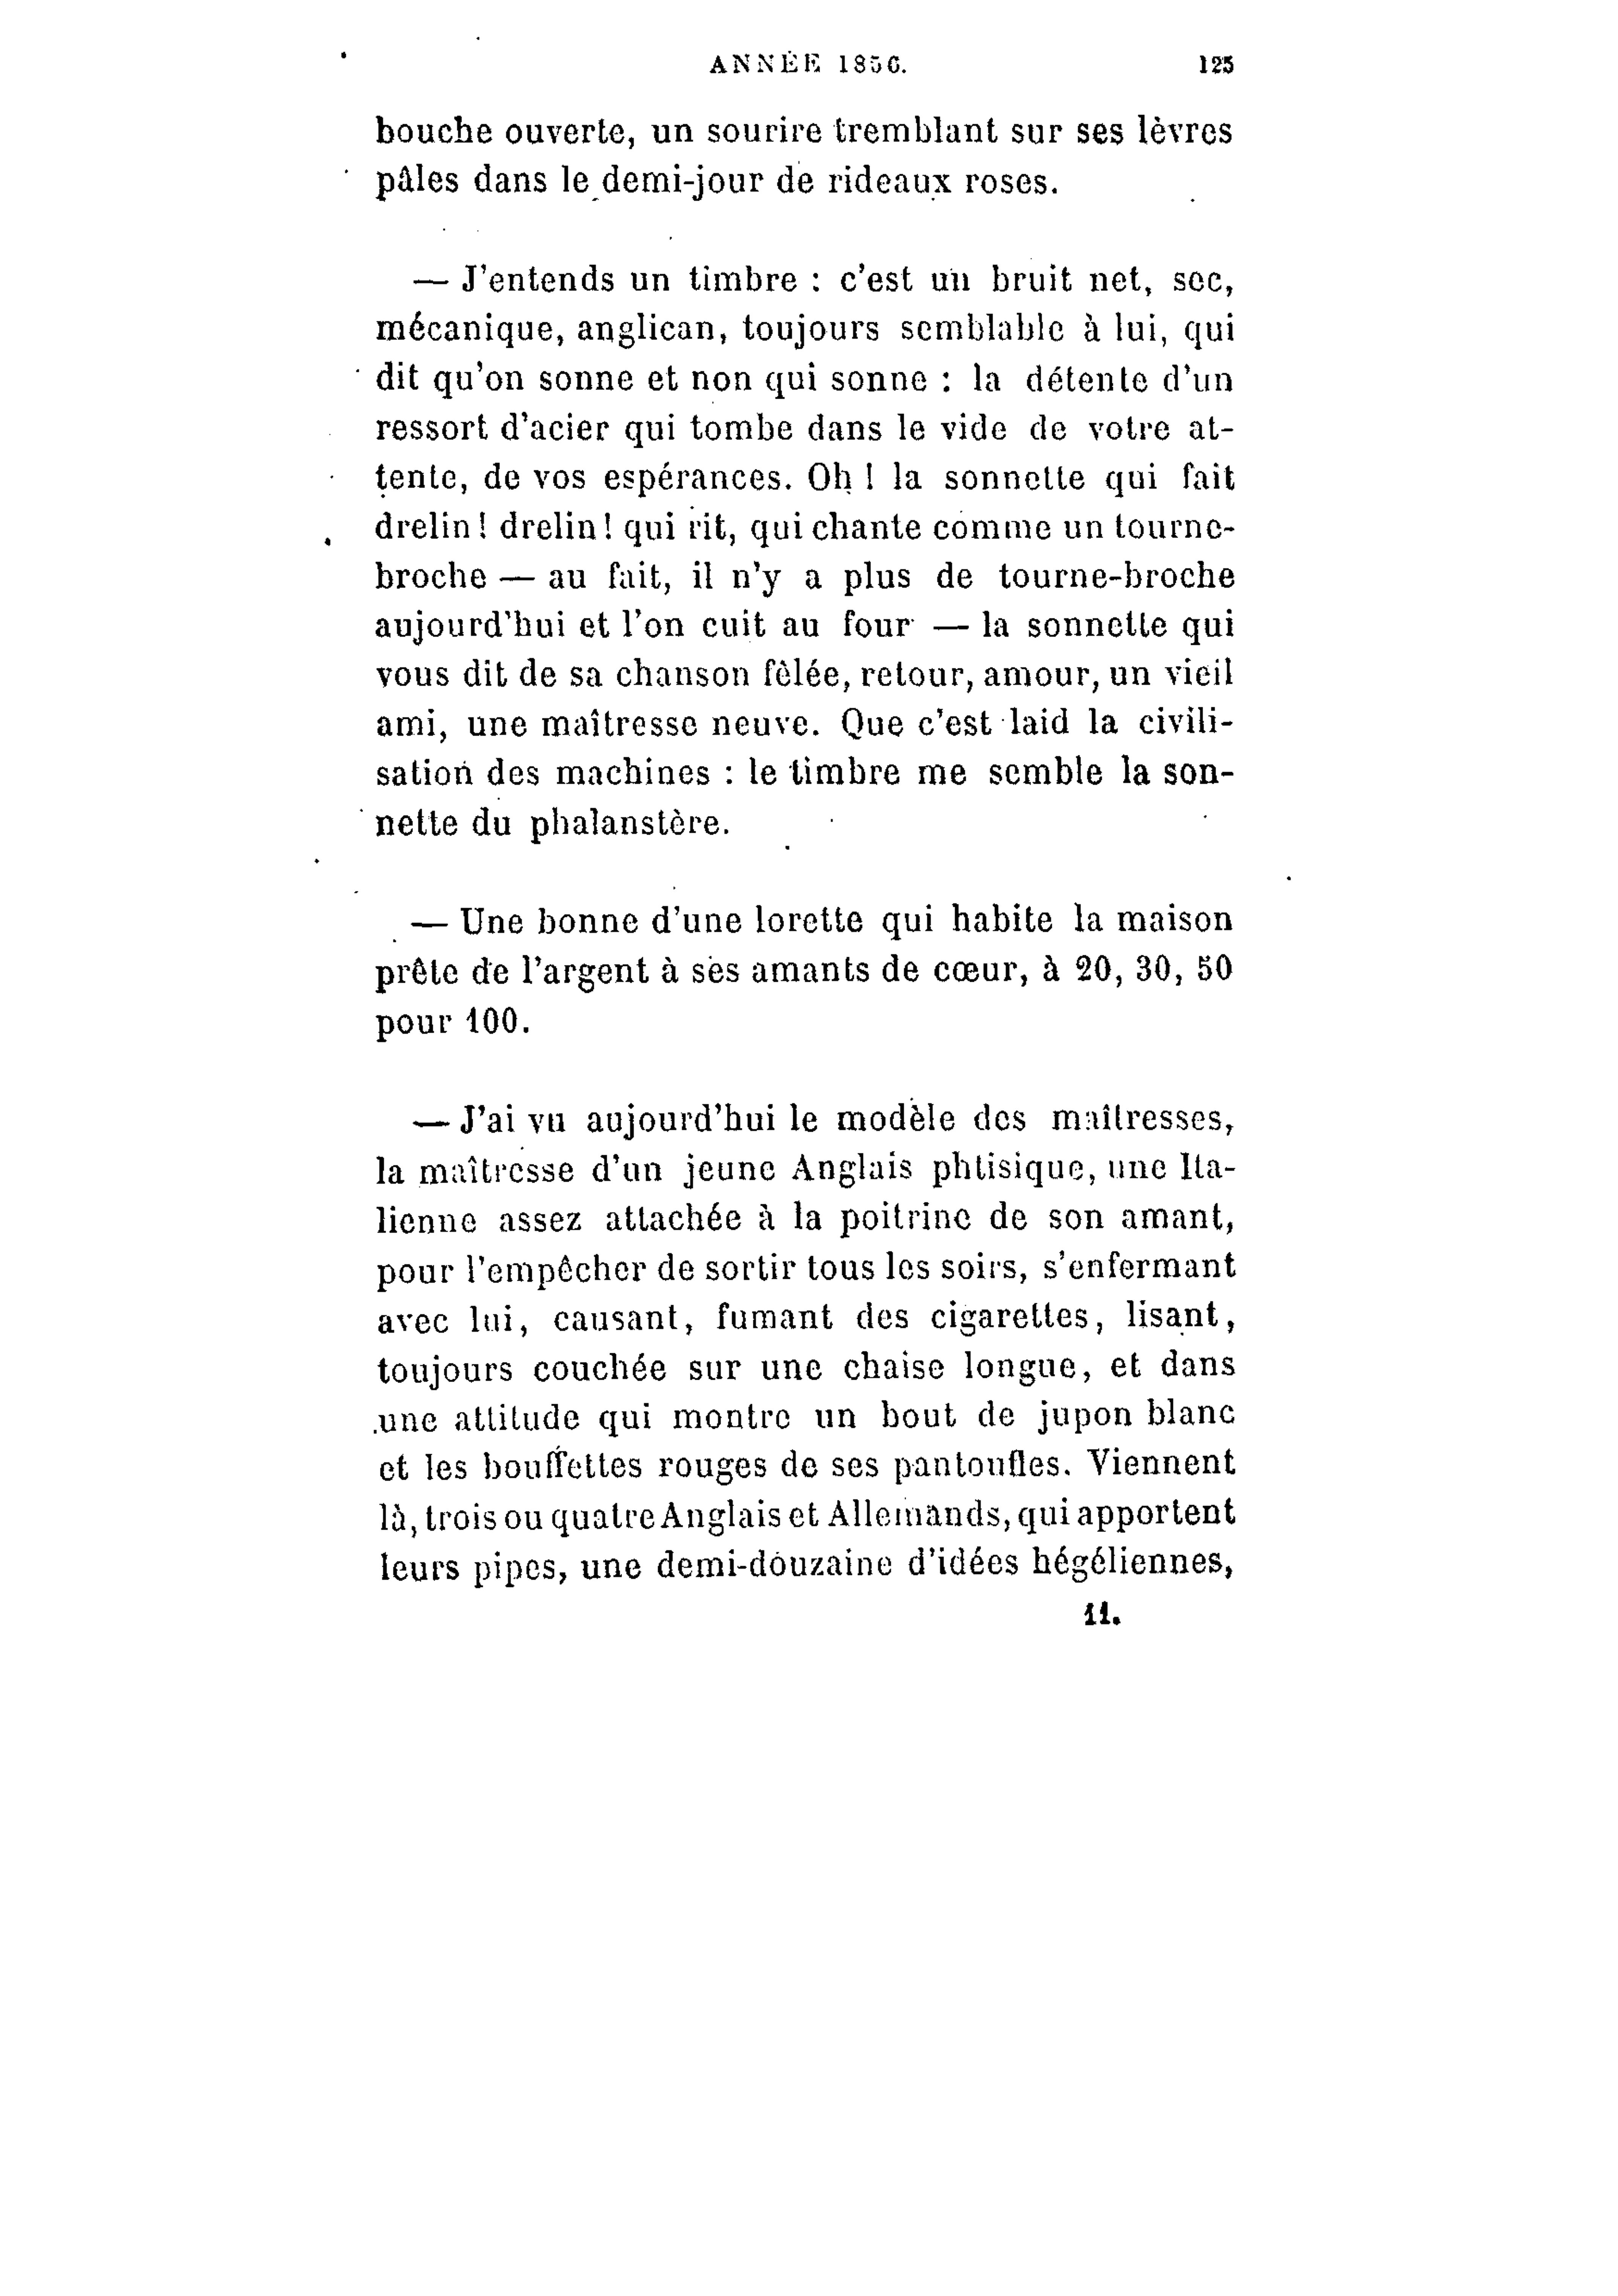 ANNÉE 1856. 125
bouche ouverte, un sourire tremblant sur ses lèvres
pâles dans le demi-jour de rideaux roses.
— J'entends un timbre : c'est un bruit net, sec,
mécanique, anglican, toujours semblable à lui, qui
dit qu'on sonne et non qui sonne : la détente d'un
ressort d'acier qui tombe dans le vide de votre at-
tente, de vos espérances. Oh ! la sonnette qui fait
drelin ! drelin ! qui rit, qui chante comme un tourne-
broche — au fait, il n'y a plus de tourne-broche
aujourd'hui et l'on cuit au four — la sonnette qui
vous dit de sa chanson fêlée, retour, amour, un vieil
ami, une maîtresse neuve. Que c'est laid la civili-
sation des machines : le timbre me semble la son-
nette du phalanstère.
— Une bonne d'une lorette qui habite la maison
prête de l'argent à ses amants de cœur, à 20, 30, 50
pour 100.
— J'ai vu aujourd'hui le modèle des maîtresses,
la maîtresse d'un jeune Anglais phtisique, une Ita-
lienne assez attachée à la poitrine de son amant,
pour l'empêcher de sortir tous les soirs, s'enfermant
avec lui, causant, fumant des cigarettes, lisant,
toujours couchée sur une chaise longue, et dans
une attitude qui montre un bout de jupon blanc
et les bouffettes rouges de ses pantoufles. Viennent
là, trois ou quatre Anglais et Allemands, qui apportent
leurs pipes, une demi-douzaine d'idées hégéliennes,
11.